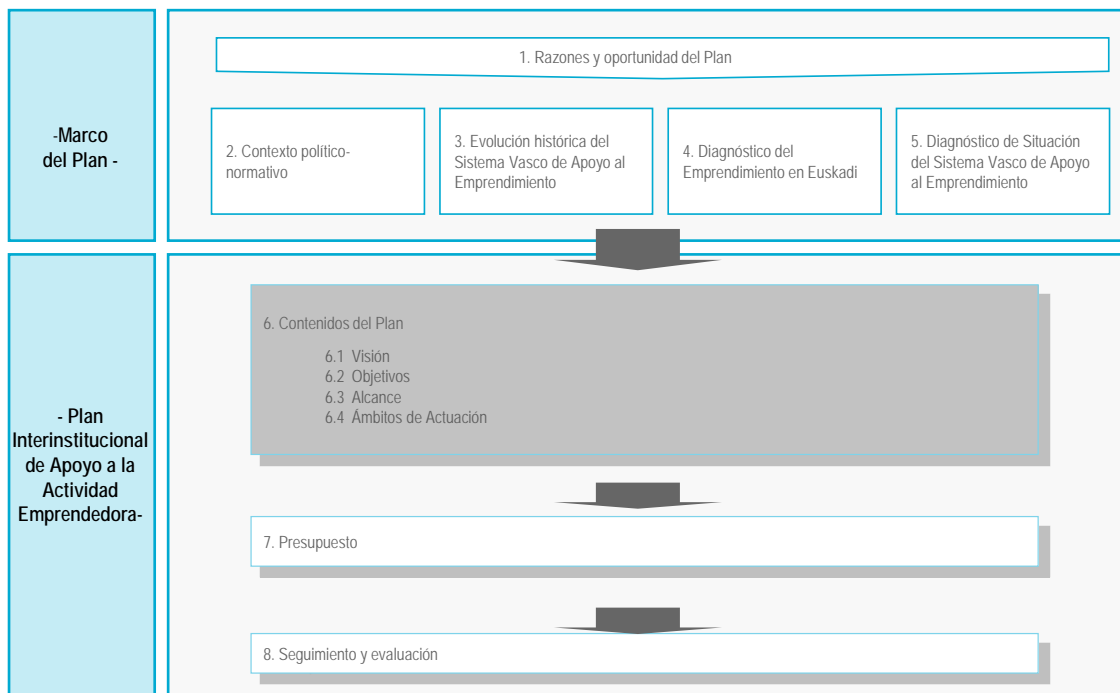 -Marco
del Plan -
1. Razones y oportunidad del Plan
2. Contexto político-
normativo
3. Evolución histórica del
Sistema Vasco de Apoyo al
Emprendimiento
4. Diagnóstico del
Emprendimiento en Euskadi
5. Diagnóstico de Situación
del Sistema Vasco de Apoyo
al Emprendimiento
- Plan
Interinstitucional
de Apoyo a la
Actividad
Emprendedora-
6. Contenidos del Plan
6.1 Visión
6.2 Objetivos
6.3 Alcance
6.4 Ámbitos de Actuación
7. Presupuesto
8. Seguimiento y evaluación